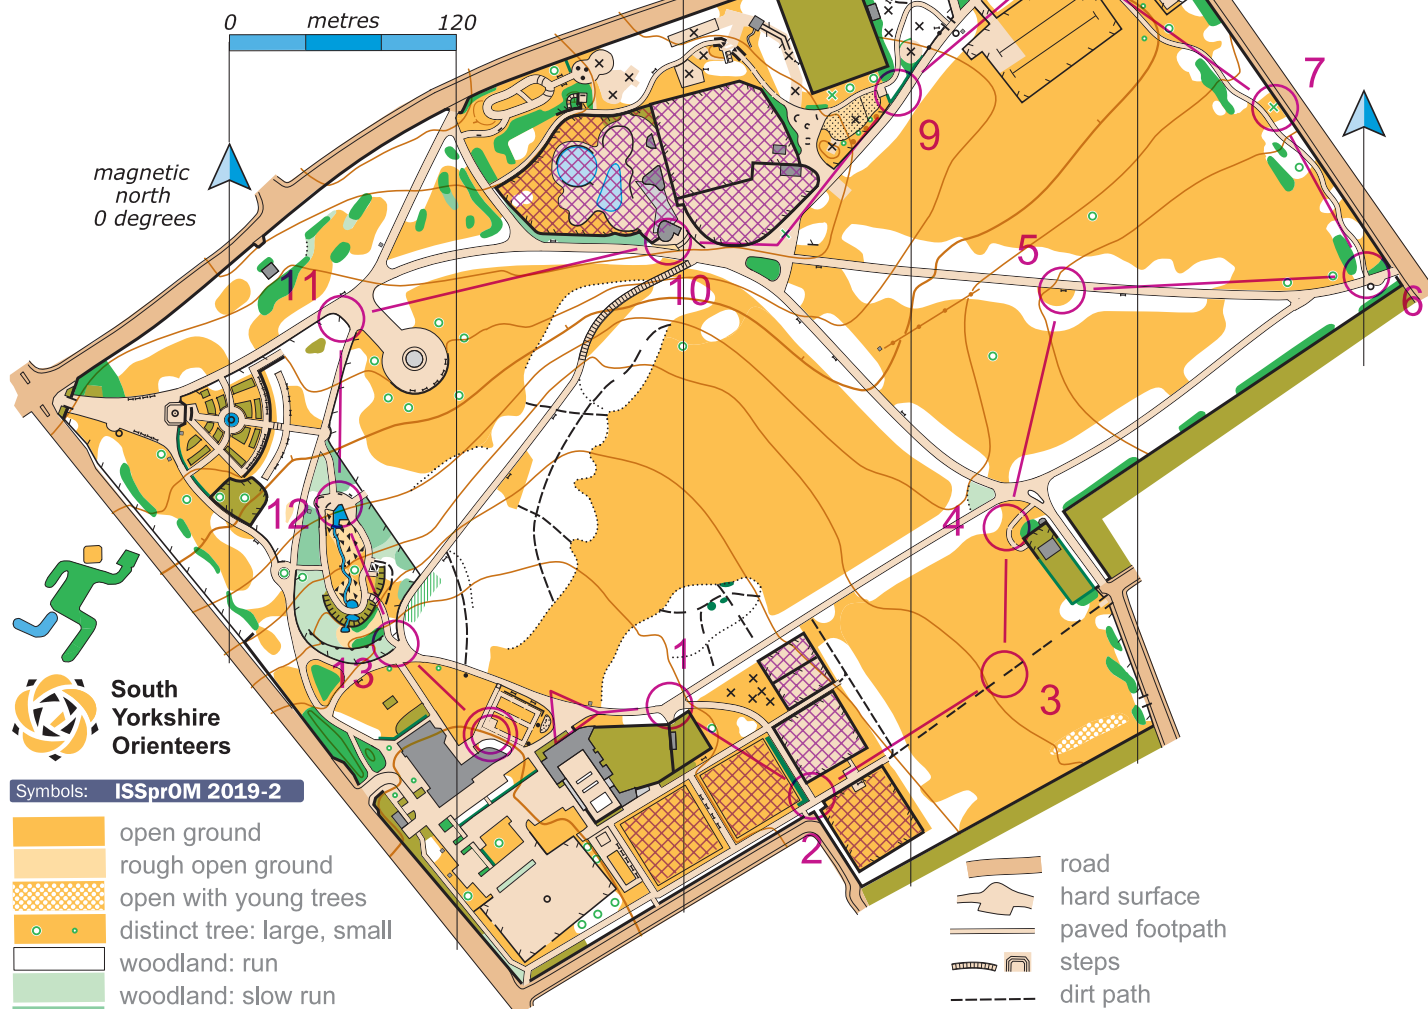 0 metres 120
magnetic
north
0 degrees
7
9
5
11
10
6
12
4
1
13
3
2
South
Yorkshire
Orienteers
Symbols: ISSprOM 2019-2
open ground
rough open ground
open with young trees
distinct tree: large, small
woodland: run
woodland: slow run
road
hard surface
paved footpath
steps
dirt path